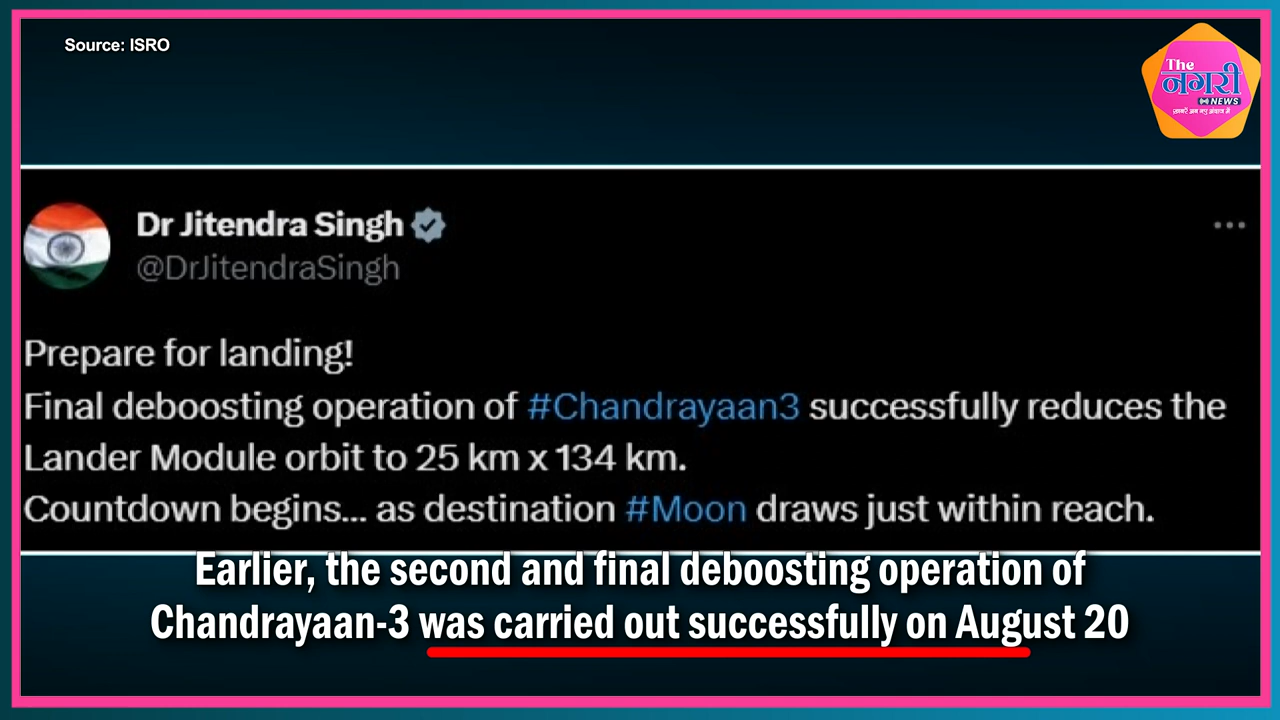 Source: ISRO
The
नगरी
NEWS
Dr Jitendra Singh
@DrJitendraSingh
Prepare for landing!
Final deboosting operation of #Chandrayaan3 successfully reduces the
Lander Module orbit to 25 km x 134 km.
Countdown begins... as destination #Moon draws just within reach.
Earlier, the second and final deboosting operation of
Chandrayaan-3 was carried out successfully on August 20